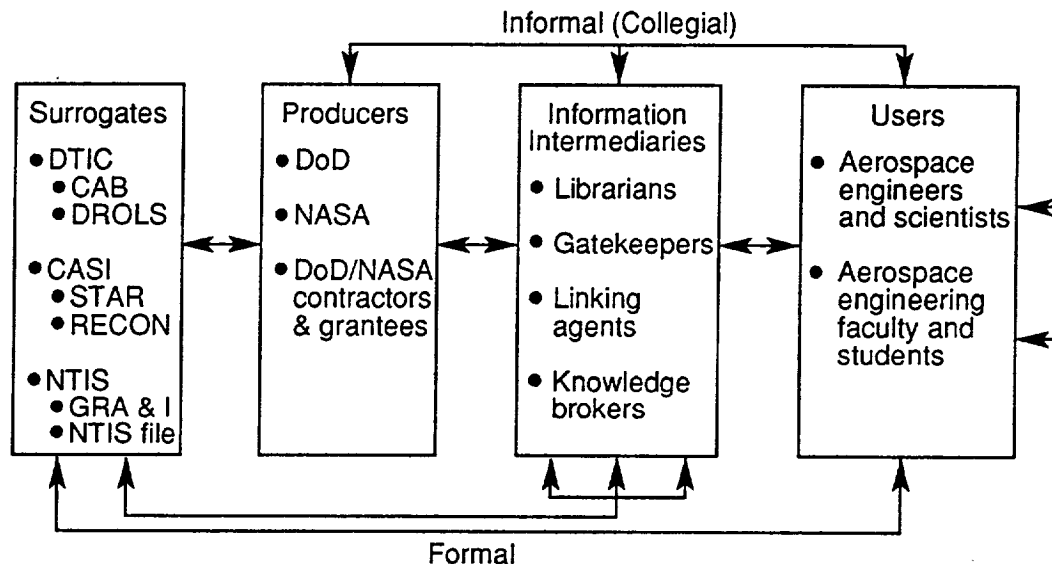 Informal (Collegial)
Surrogates
● DTIC
● CAB
● DROLS
● CASI
● STAR
● RECON
● NTIS
● GRA & I
● NTIS file
Producers
● DoD
● NASA
● DoD/NASA
contractors
& grantees
Information
Intermediaries
● Librarians
● Gatekeepers
● Linking
agents
● Knowledge
brokers
Users
● Aerospace
engineers
and scientists
● Aerospace
engineering
faculty and
students
Formal